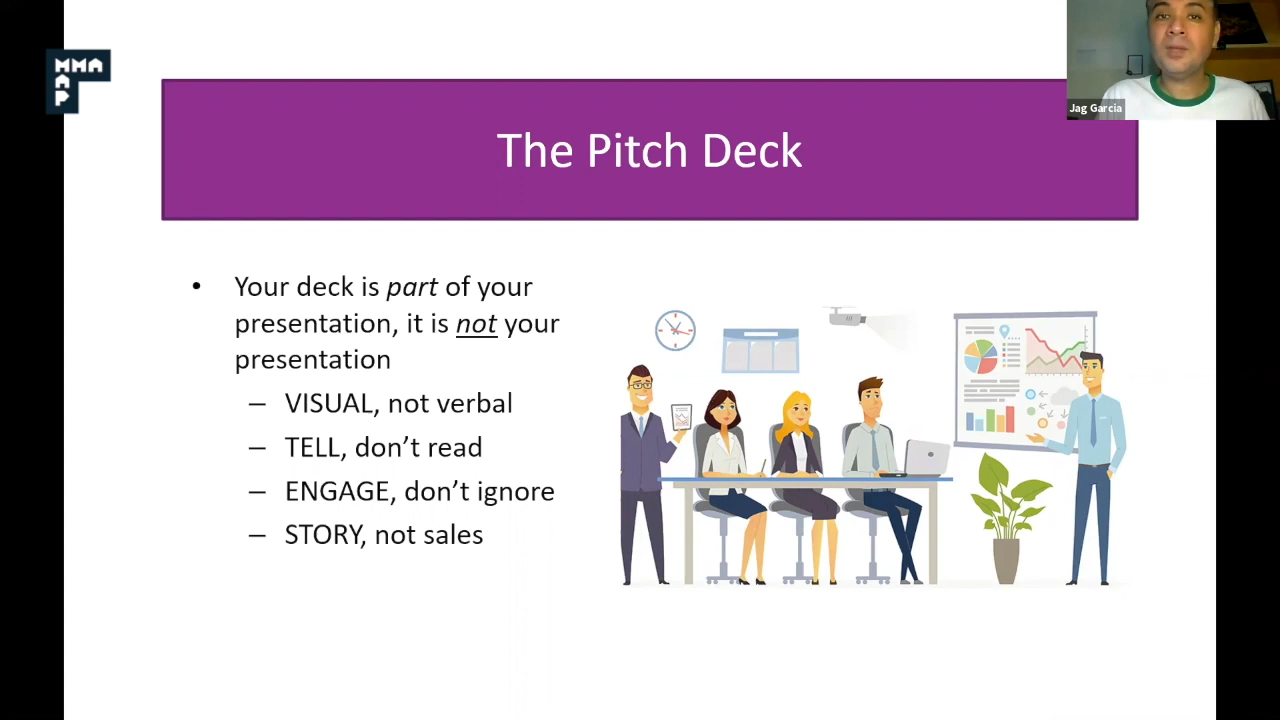 MMA
A
P
Jag Garcia
The Pitch Deck
• Your deck is part of your
presentation, it is not your
presentation
– VISUAL, not verbal
– TELL, don’t read
– ENGAGE, don’t ignore
– STORY, not sales